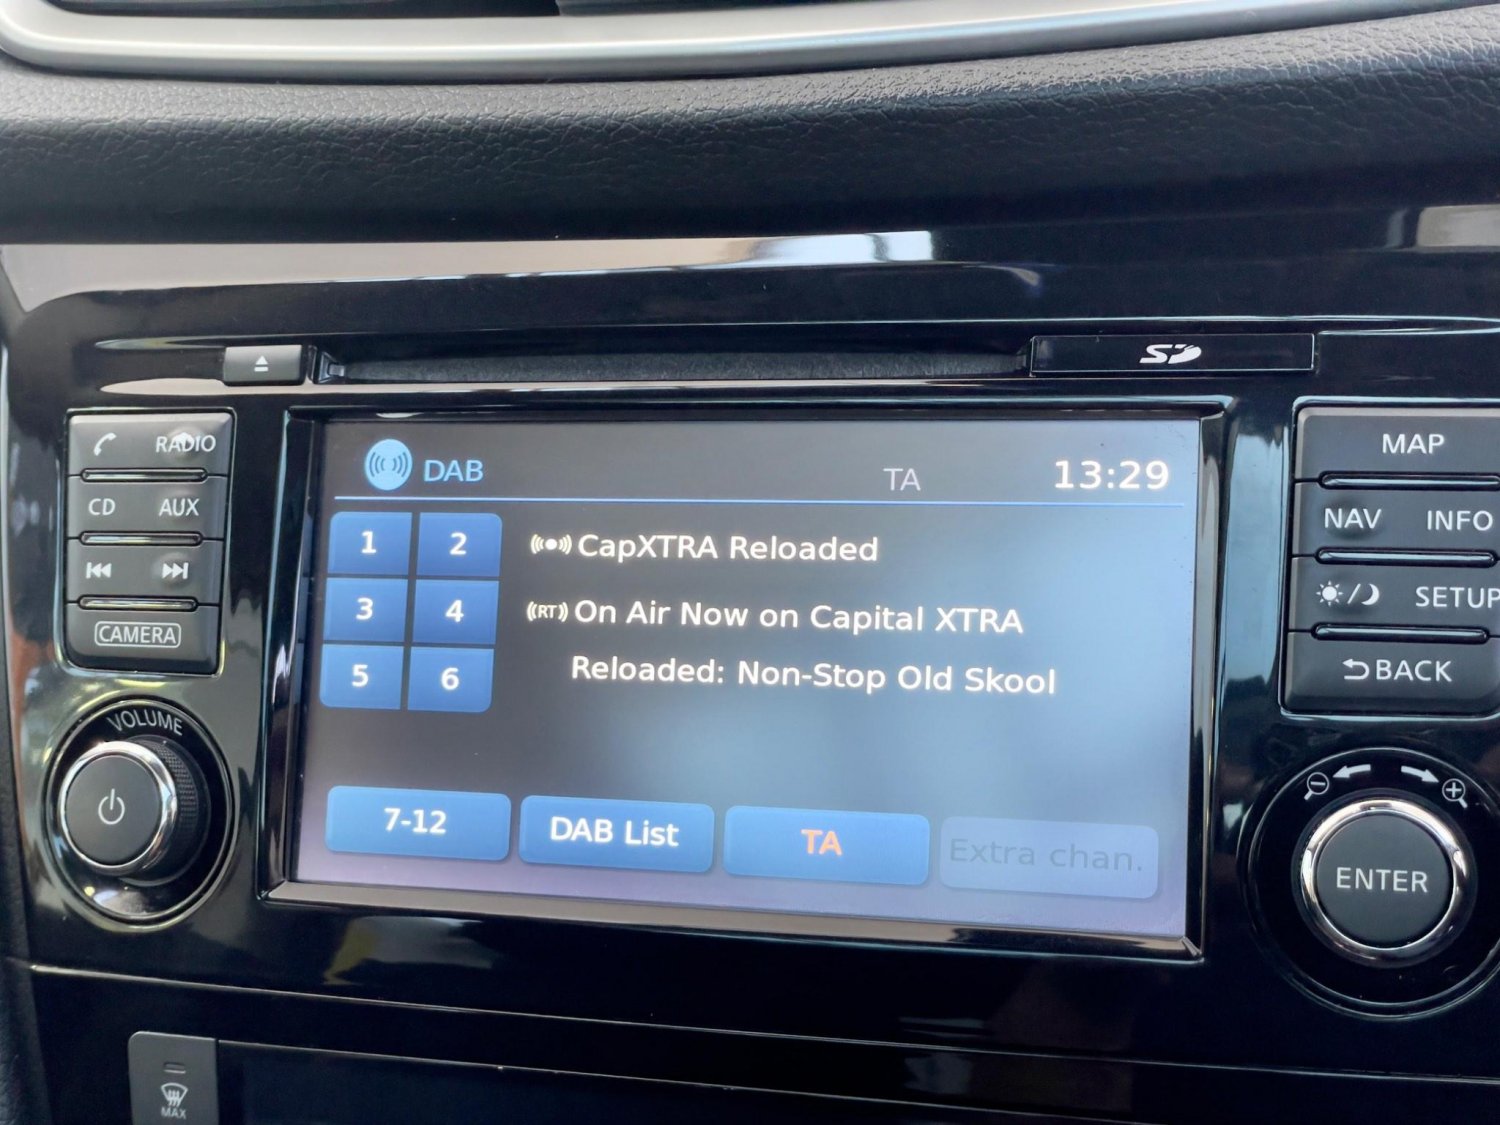 SD
RADIO
CD AUX
CAMERA
VOLUME
DAB TA 13:29
1 2
3 4
5 6
CapXTRA Reloaded
(RT) On Air Now on Capital XTRA
Reloaded: Non-Stop Old Skool
7-12 DAB List TA Extra chan.
MAP
NAV INFO
SETUP
BACK
ENTER
MAX